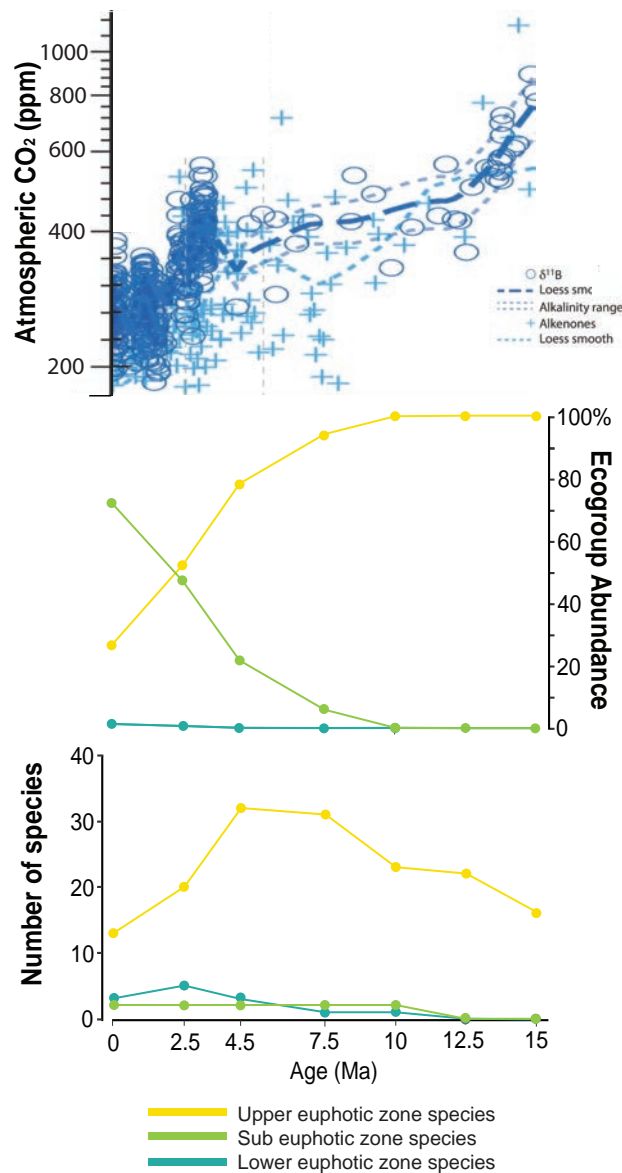 Atmospheric CO₂ (ppm)
1000
800
600
400
200
δ¹¹B
Loess smc
Alkalinity range
Alkenones
Loess smooth
100%
80
60
40
20
0
Ecogroup Abundance
Number of species
40
30
20
10
0
0 2.5 4.5 7.5 10 12.5 15
Age (Ma)
Upper euphotic zone species
Sub euphotic zone species
Lower euphotic zone species